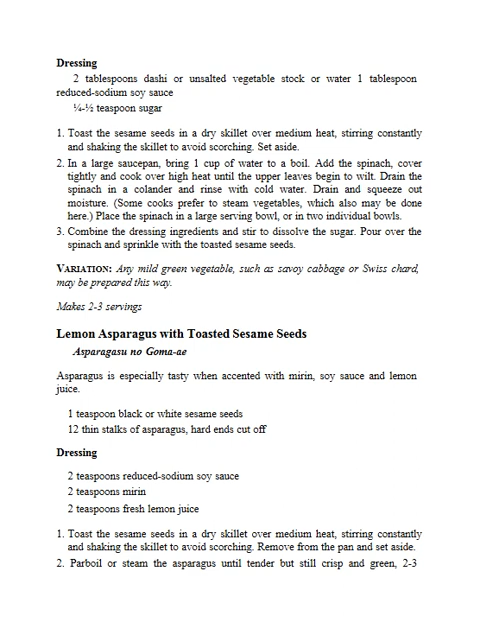 Dressing
2 tablespoons dashi or unsalted vegetable stock or water 1 tablespoon
reduced-sodium soy sauce
¼-½ teaspoon sugar
1. Toast the sesame seeds in a dry skillet over medium heat, stirring constantly
and shaking the skillet to avoid scorching. Set aside.
2. In a large saucepan, bring 1 cup of water to a boil. Add the spinach, cover
tightly and cook over high heat until the upper leaves begin to wilt. Drain the
spinach in a colander and rinse with cold water. Drain and squeeze out
moisture. (Some cooks prefer to steam vegetables, which also may be done
here.) Place the spinach in a large serving bowl, or in two individual bowls.
3. Combine the dressing ingredients and stir to dissolve the sugar. Pour over the
spinach and sprinkle with the toasted sesame seeds.
VARIATION: Any mild green vegetable, such as savoy cabbage or Swiss chard,
may be prepared this way.
Makes 2-3 servings
Lemon Asparagus with Toasted Sesame Seeds
Asparagasu no Goma-ae
Asparagus is especially tasty when accented with mirin, soy sauce and lemon
juice.
1 teaspoon black or white sesame seeds
12 thin stalks of asparagus, hard ends cut off
Dressing
2 teaspoons reduced-sodium soy sauce
2 teaspoons mirin
2 teaspoons fresh lemon juice
1. Toast the sesame seeds in a dry skillet over medium heat, stirring constantly
and shaking the skillet to avoid scorching. Remove from the pan and set aside.
2. Parboil or steam the asparagus until tender but still crisp and green, 2-3